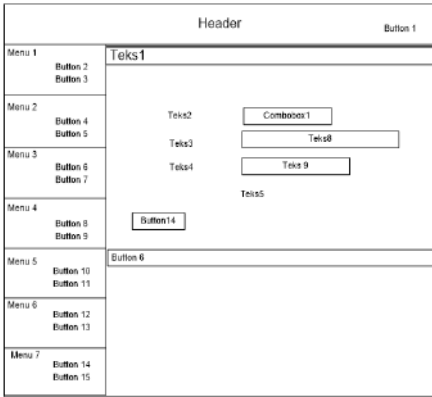 Header
Button 1
Menu 1
Button 2
Button 3
Menu 2
Button 4
Button 5
Menu 3
Button 6
Button 7
Menu 4
Button 8
Button 9
Menu 5
Button 10
Button 11
Menu 6
Button 12
Button 13
Menu 7
Button 14
Button 15
Teks1
Teks2 Combobox1
Teks3 Teks8
Teks4 Teks 9
Teks5
Button14
Button 6